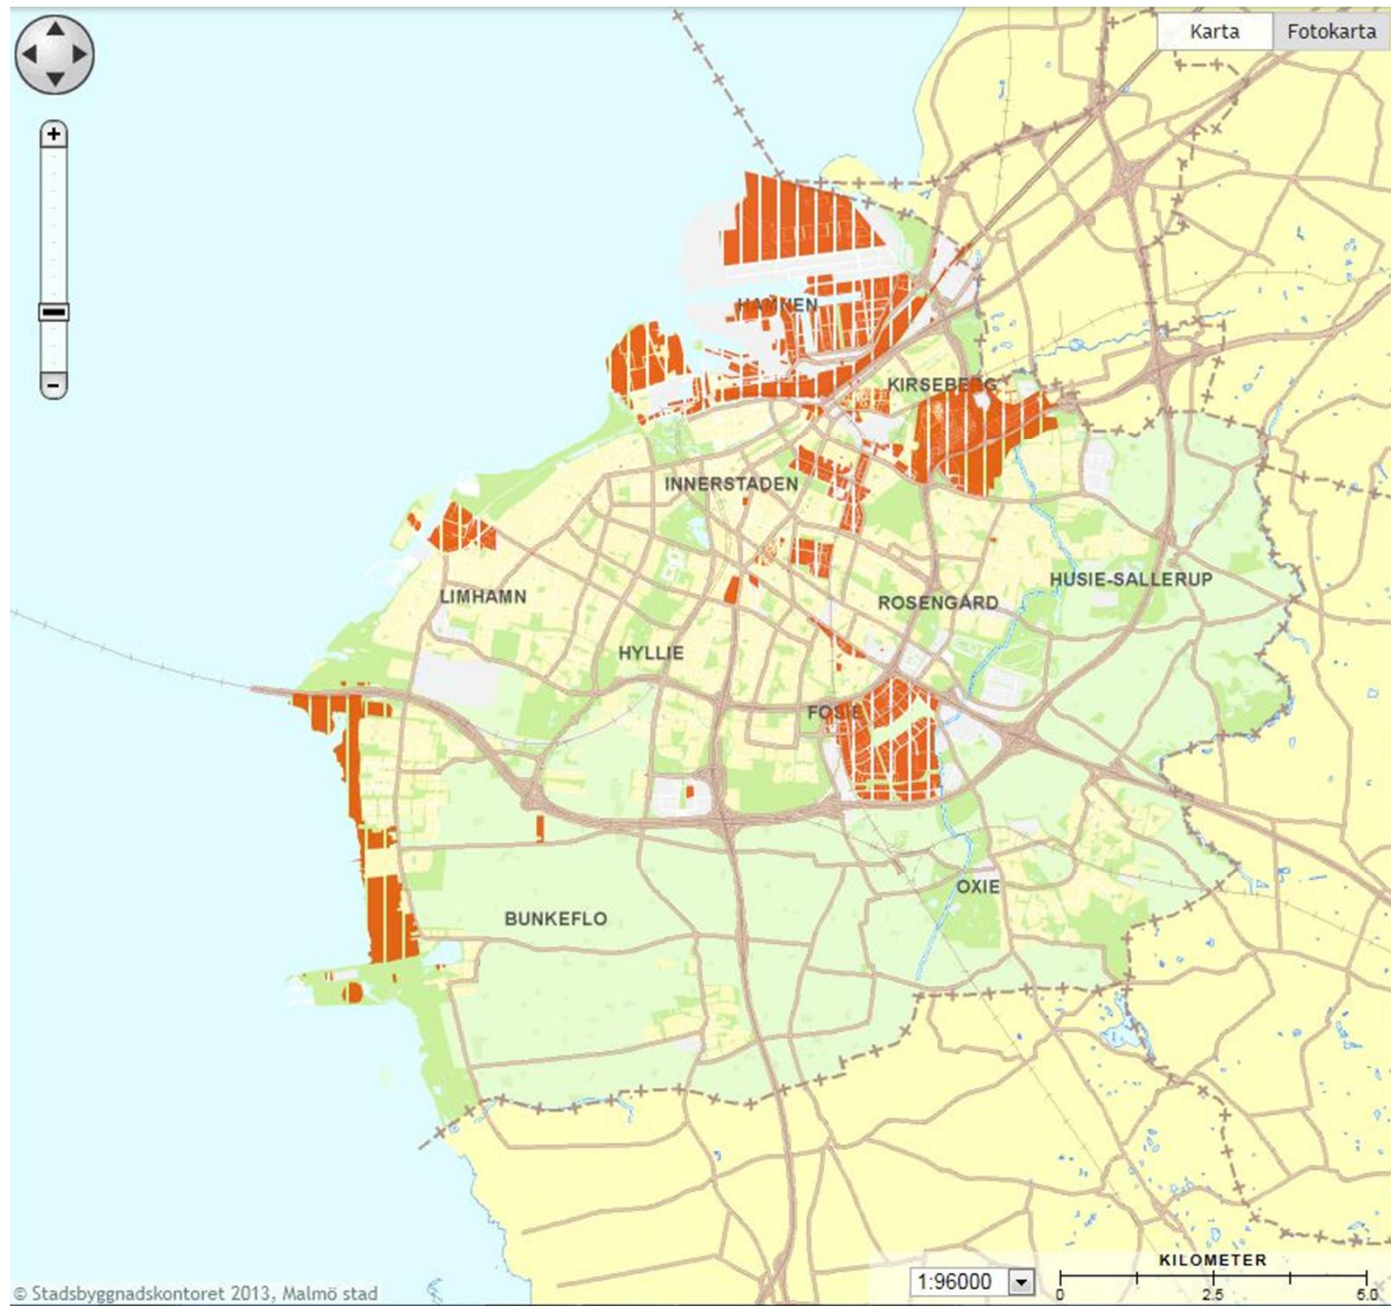 Karta
Fotokarta
+
-
HAMNEN
KIRSEBERG
INNERSTADEN
HUSIE-SALLERUP
LIMHAMN
ROSENGÅRD
HYLLIE
FOSIE
OXIE
BUNKEFLO
KILOMETER
1:96000
0
2.5
5.0
© Stadsbyggnadskontoret 2013, Malmö stad